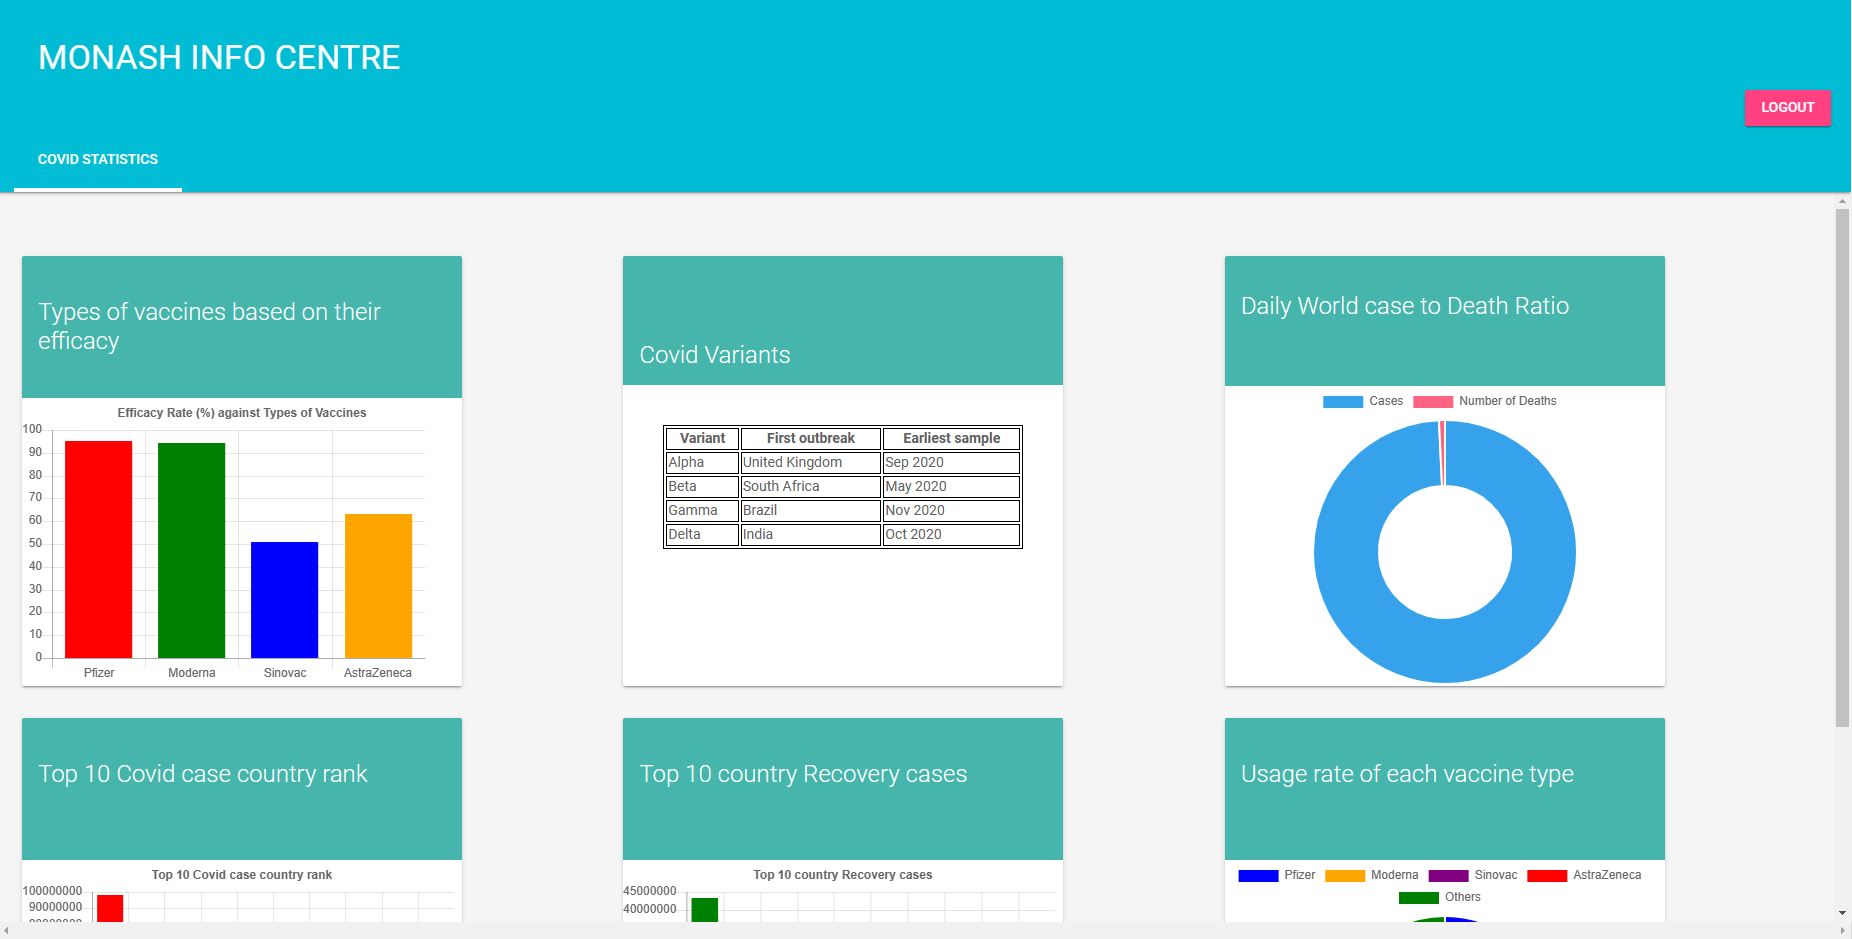 MONASH INFO CENTRE
LOGOUT
COVID STATISTICS
Types of vaccines based on their
efficacy
Efficacy Rate (%) against Types of Vaccines
100
90
80
70
60
50
40
30
20
10
0
Pfizer Moderna Sinovac AstraZeneca
Covid Variants
Variant First outbreak Earliest sample
Alpha United Kingdom Sep 2020
Beta South Africa May 2020
Gamma Brazil Nov 2020
Delta India Oct 2020
Daily World case to Death Ratio
Cases Number of Deaths
Top 10 Covid case country rank
Top 10 Covid case country rank
100000000
90000000
Top 10 country Recovery cases
Top 10 country Recovery cases
45000000
40000000
Usage rate of each vaccine type
Pfizer Moderna Sinovac AstraZeneca
Others